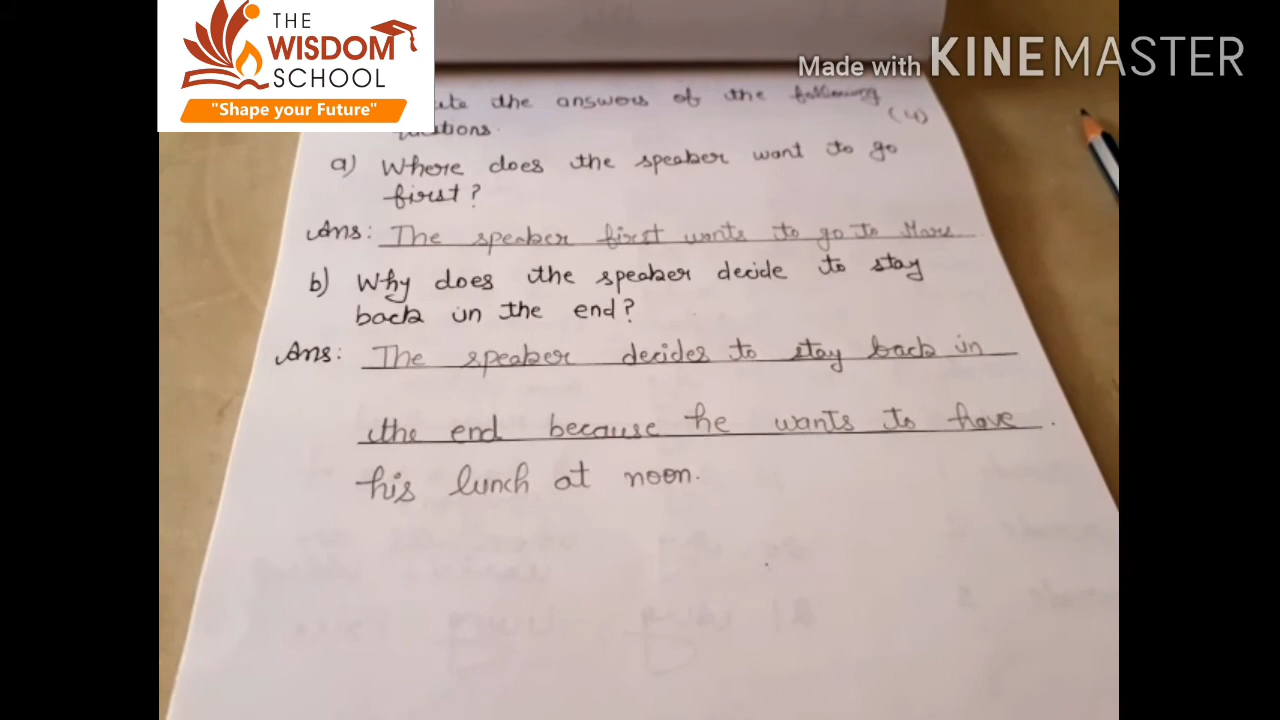 THE
WISDOM
SCHOOL
"Shape your Future"
Made with KINEMASTER
the answers of the following
(4)
a) Where does the speaker want to go
first?
Ans: The speaker first wants to go to Mars
b) Why does the speaker decide to stay
back in the end?
Ans: The speaker decides to stay back in
the end because he wants to have
his lunch at noon.